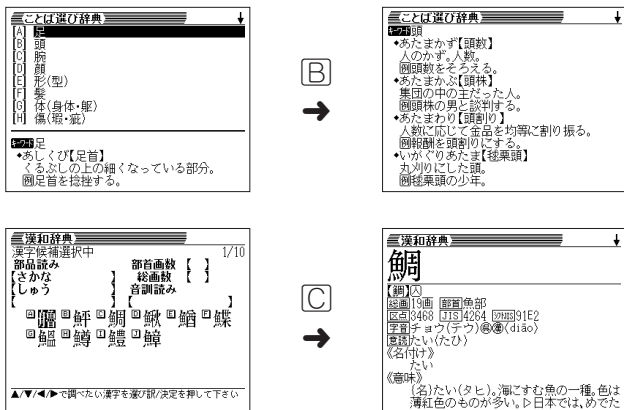 ことば選び辞典
[A] 足
[B] 頭
[C] 腕
[D] 顔
[E] 形(型)
[F] 髪
[G] 体(身体・躯)
[H] 傷(瑕・疵)
キーワード 足
◆あしくび【足首】
くるぶしの上の細くなっている部分。
例足首を捻挫する。
B
ことば選び辞典
キーワード 頭
◆あたまかず【頭数】
人のかず。人数。
例頭数をそろえる。
◆あたまかぶ【頭株】
集団の中の主だった人。
例頭株の男と談判する。
◆あたまわり【頭割り】
人数に応じて金品を均等に割り振る。
例報酬を頭割りにする。
◆いがぐりあたま【毬栗頭】
丸刈りにした頭。
例毬栗頭の少年。
漢和辞典
漢字候補選択中 1/10
部品読み 部首画数【 】
【さかな 】 総画数【 】
【しゅう 】 音訓読み
【 】【 】
C
漢和辞典
鯛
【鯛】人
総画19画 部首魚部
区点3468 JIS4264 シフトJIS91E2
字音チョウ(テウ)呉漢(diāo)
意読たい(たひ)
《名付け》
たい
《意味》
(名)たい(タヒ)。海にすむ魚の一種。色は
薄紅色のものが多い。▷日本では、めでた
▲/▼/◀/▶で調べたい漢字を選び訳/決定を押して下さい